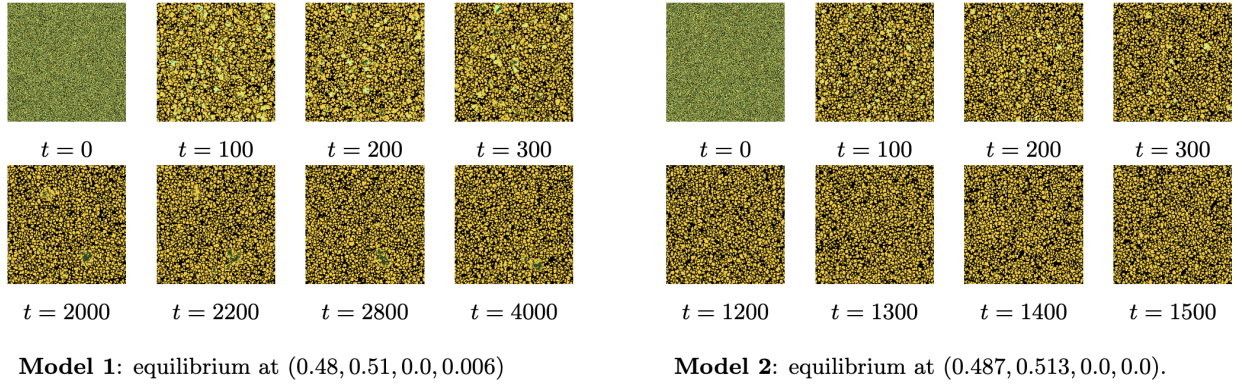 t = 0 t = 100 t = 200 t = 300
t = 2000 t = 2200 t = 2800 t = 4000
Model 1: equilibrium at (0.48, 0.51, 0.0, 0.006)
t = 0 t = 100 t = 200 t = 300
t = 1200 t = 1300 t = 1400 t = 1500
Model 2: equilibrium at (0.487, 0.513, 0.0, 0.0).